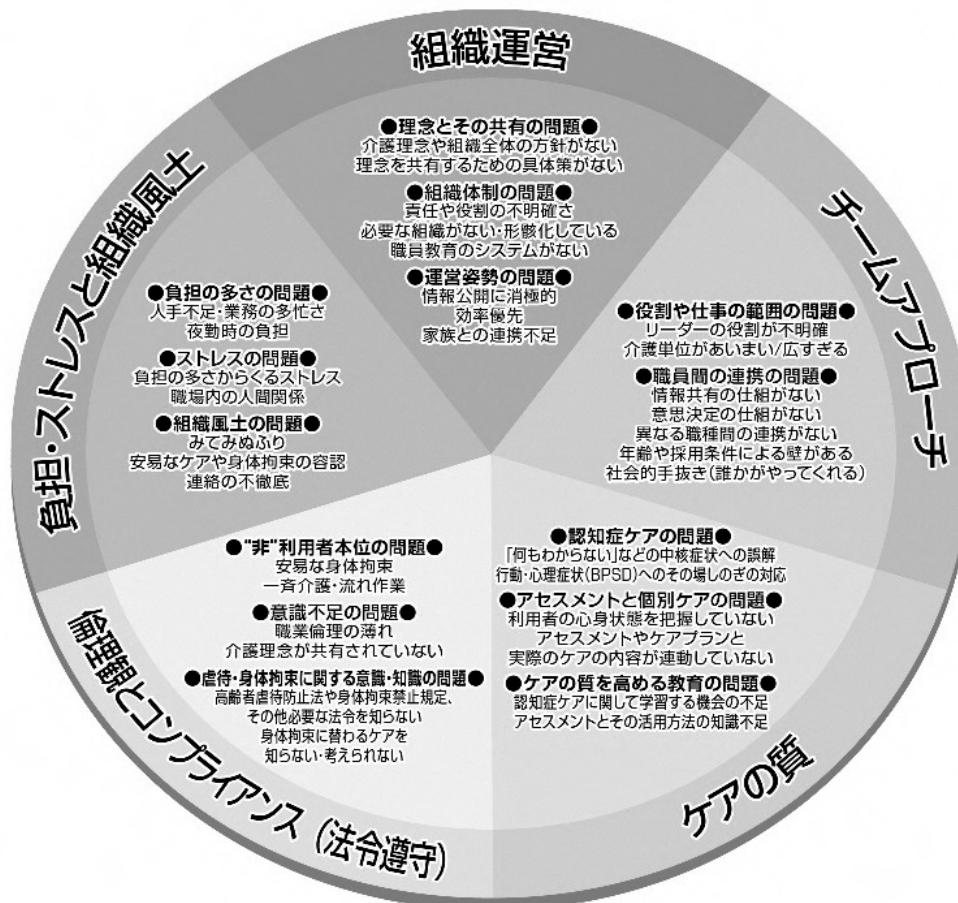 組織運営
●理念とその共有の問題●
介護理念や組織全体の方針がない
理念を共有するための具体策がない
●組織体制の問題●
責任や役割の不明確さ
必要な組織がない・形骸化している
職員教育のシステムがない
●運営姿勢の問題●
情報公開に消極的
効率優先
家族との連携不足
チームアプローチ
●役割や仕事の範囲の問題●
リーダーの役割が不明確
介護単位があいまい/広すぎる
●職員間の連携の問題●
情報共有の仕組がない
意思決定の仕組がない
異なる職種間の連携がない
年齢や採用条件による壁がある
社会的手抜き(誰かがやってくれる)
ケアの質
●認知症ケアの問題●
「何もわからない」などの中核症状への誤解
行動・心理症状(BPSD)へのその場しのぎの対応
●アセスメントと個別ケアの問題●
利用者の心身状態を把握していない
アセスメントやケアプランと
実際のケアの内容が連動していない
●ケアの質を高める教育の問題●
認知症ケアに関して学習する機会の不足
アセスメントとその活用方法の知識不足
倫理観とコンプライアンス(法令遵守)
●"非"利用者本位の問題●
安易な身体拘束
一斉介護・流れ作業
●意識不足の問題●
職業倫理の薄れ
介護理念が共有されていない
●虐待・身体拘束に関する意識・知識の問題●
高齢者虐待防止法や身体拘束禁止規定、
その他必要な法令を知らない
身体拘束に替わるケアを
知らない・考えられない
負担・ストレスと組織風土
●負担の多さの問題●
人手不足・業務の多忙さ
夜勤時の負担
●ストレスの問題●
負担の多さからくるストレス
職場内の人間関係
●組織風土の問題●
みてみぬふり
安易なケアや身体拘束の容認
連絡の不徹底